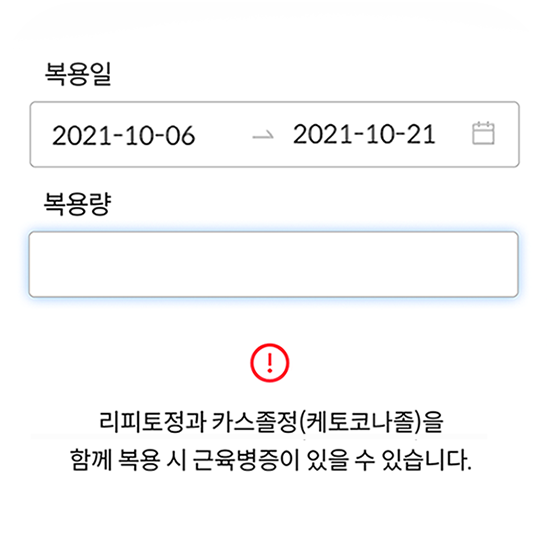 복용일
2021-10-06 → 2021-10-21
복용량
리피토정과 카스졸정(케토코나졸)을
함께 복용 시 근육병증이 있을 수 있습니다.